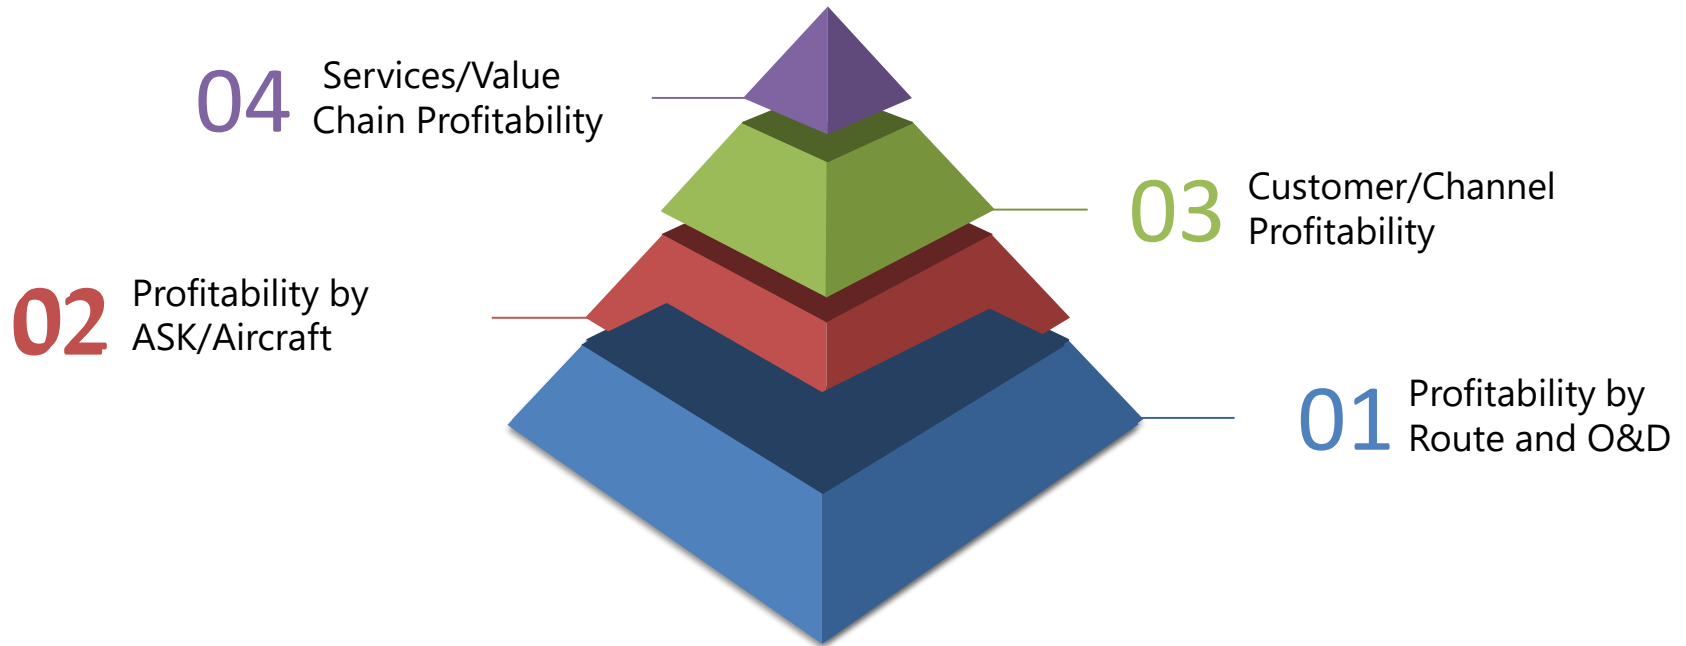 04
Services/Value
Chain Profitability
03
Customer/Channel
Profitability
02
Profitability by
ASK/Aircraft
01
Profitability by
Route and O&D